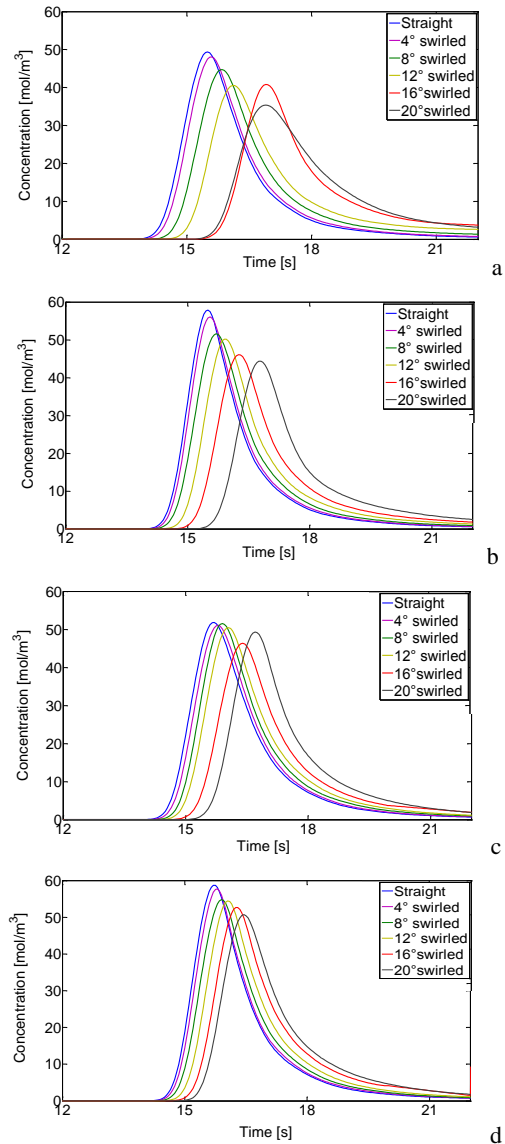 60
50
40
30
20
10
0
Concentration [mol/m³]
Straight
4° swirled
8° swirled
12° swirled
16° swirled
20°swirled
12
15
18
21
Time [s]
a
60
50
40
30
20
10
0
Concentration [mol/m³]
Straight
4° swirled
8° swirled
12° swirled
16°swirled
20°swirled
12
15
18
21
Time [s]
b
60
50
40
30
20
10
0
Concentration [mol/m³]
Straight
4° swirled
8° swirled
12° swirled
16°swirled
20°swirled
12
15
18
21
Time [s]
c
60
50
40
30
20
10
0
Concentration [mol/m³]
Straight
4° swirled
8° swirled
12° swirled
16°swirled
20°swirled
12
15
18
21
Time [s]
d